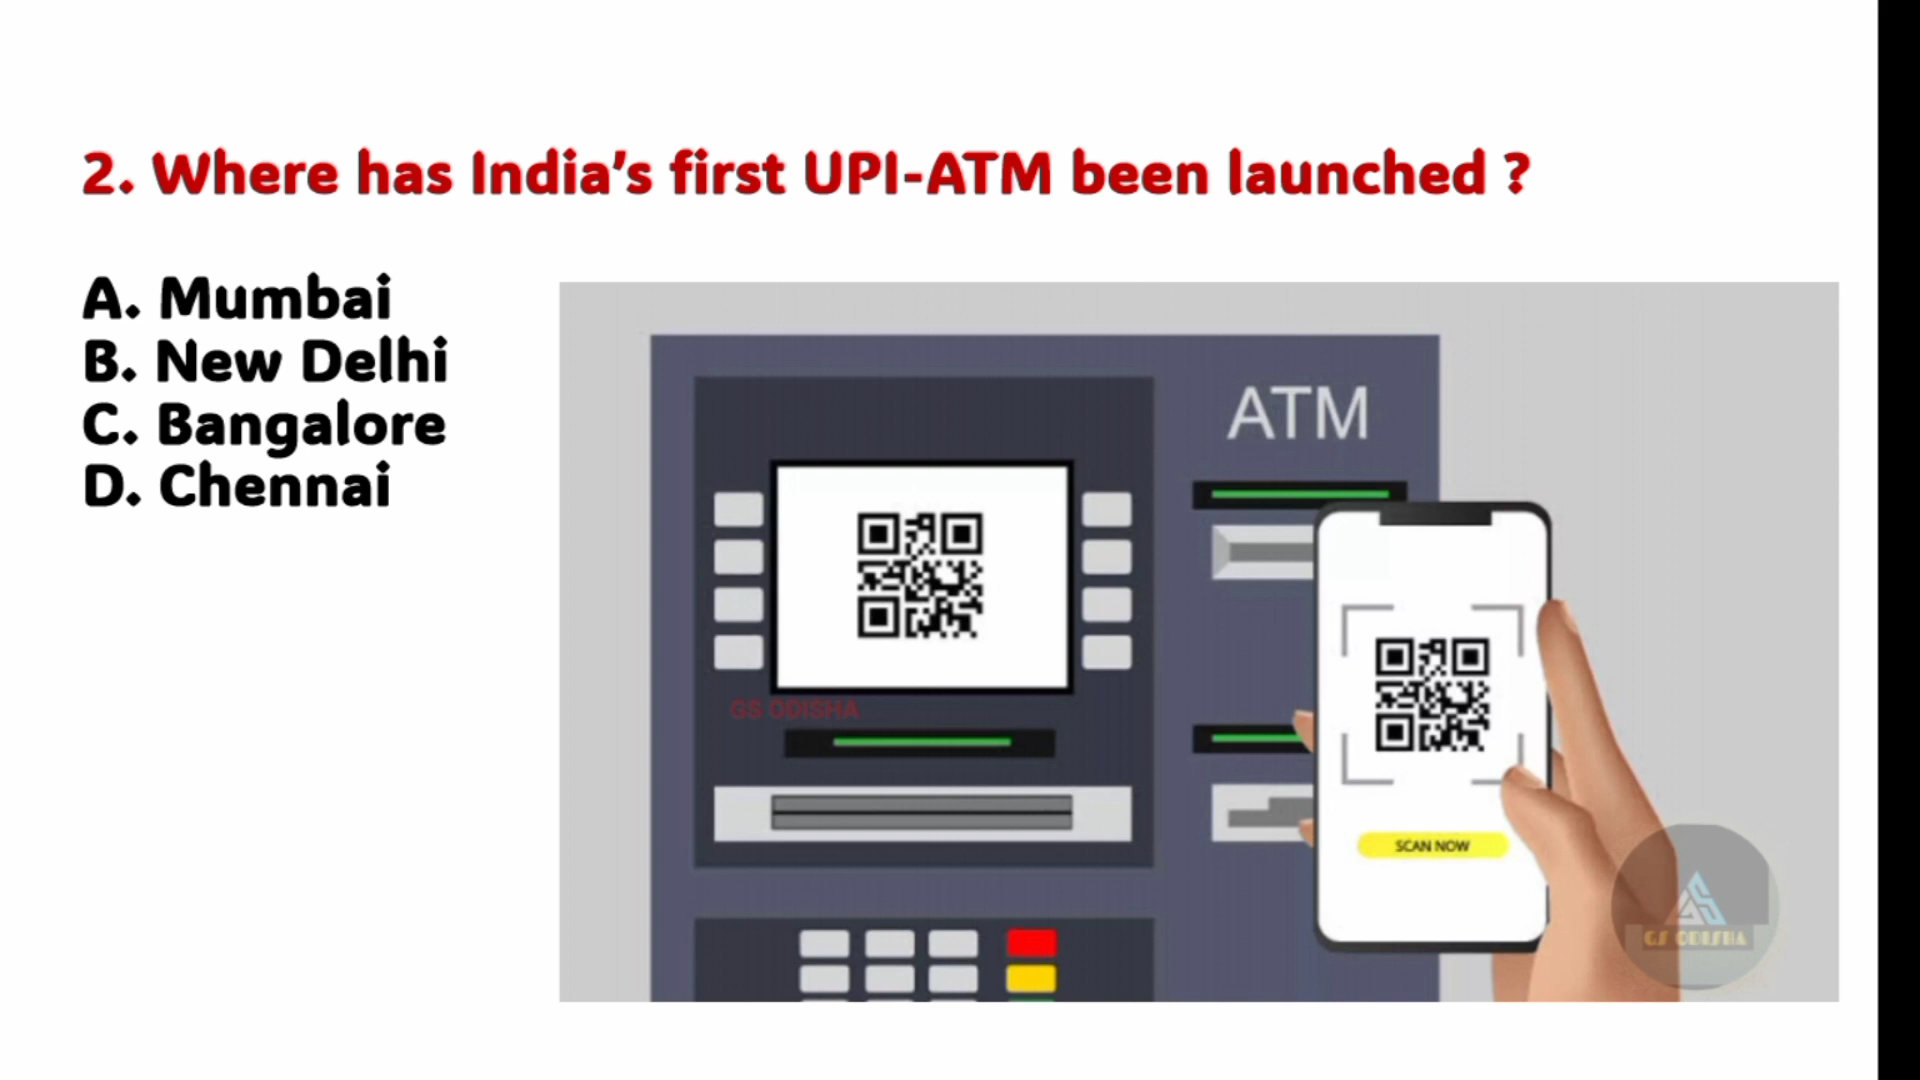 2. Where has India’s first UPI-ATM been launched ?
A. Mumbai
B. New Delhi
C. Bangalore
D. Chennai
ATM
GS ODISHA
SCAN NOW
GS ODISHA